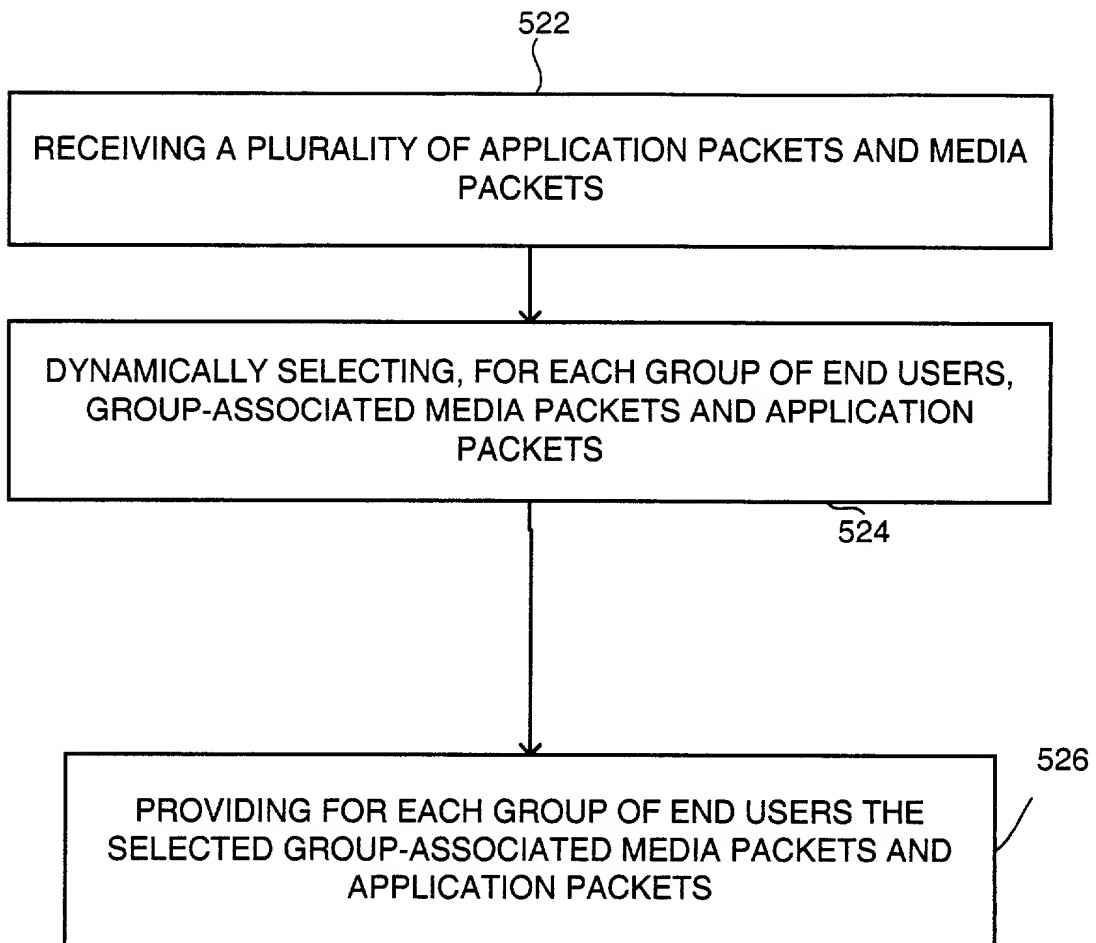 522
RECEIVING A PLURALITY OF APPLICATION PACKETS AND MEDIA
PACKETS
DYNAMICALLY SELECTING, FOR EACH GROUP OF END USERS,
GROUP-ASSOCIATED MEDIA PACKETS AND APPLICATION
PACKETS
524
526
PROVIDING FOR EACH GROUP OF END USERS THE
SELECTED GROUP-ASSOCIATED MEDIA PACKETS AND
APPLICATION PACKETS